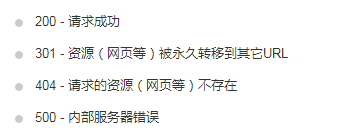 200 - 请求成功
301 - 资源（网页等）被永久转移到其它URL
404 - 请求的资源（网页等）不存在
500 - 内部服务器错误